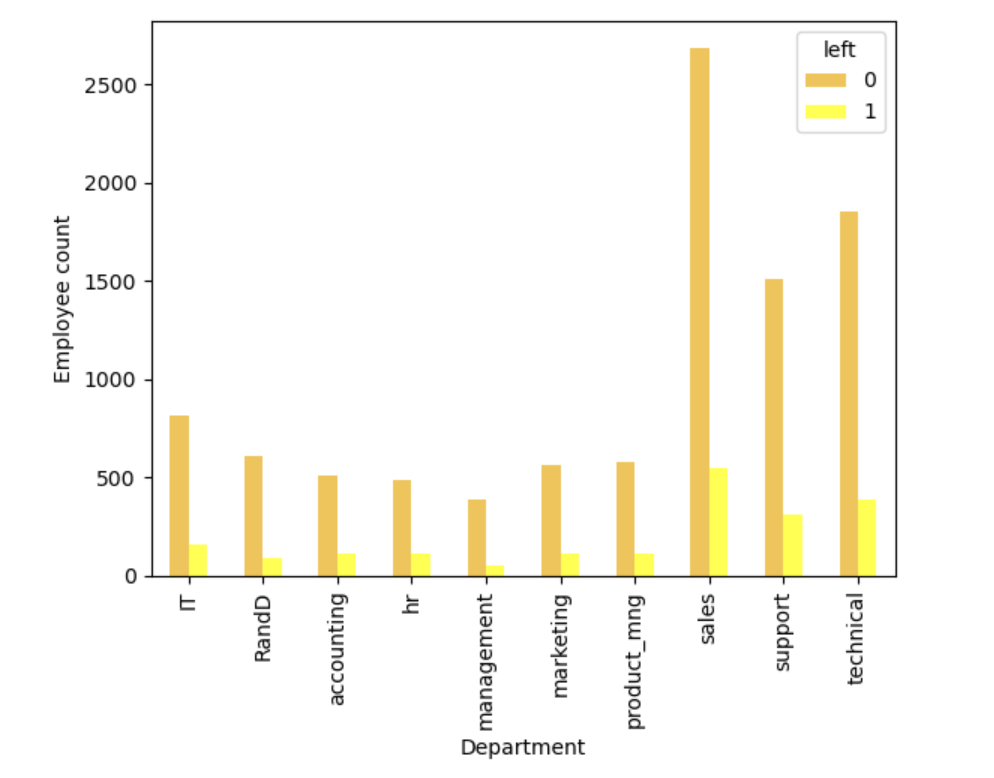 left
0
1
2500
2000
1500
1000
500
0
Employee count
IT
RandD
accounting
hr
management
marketing
product_mng
sales
support
technical
Department